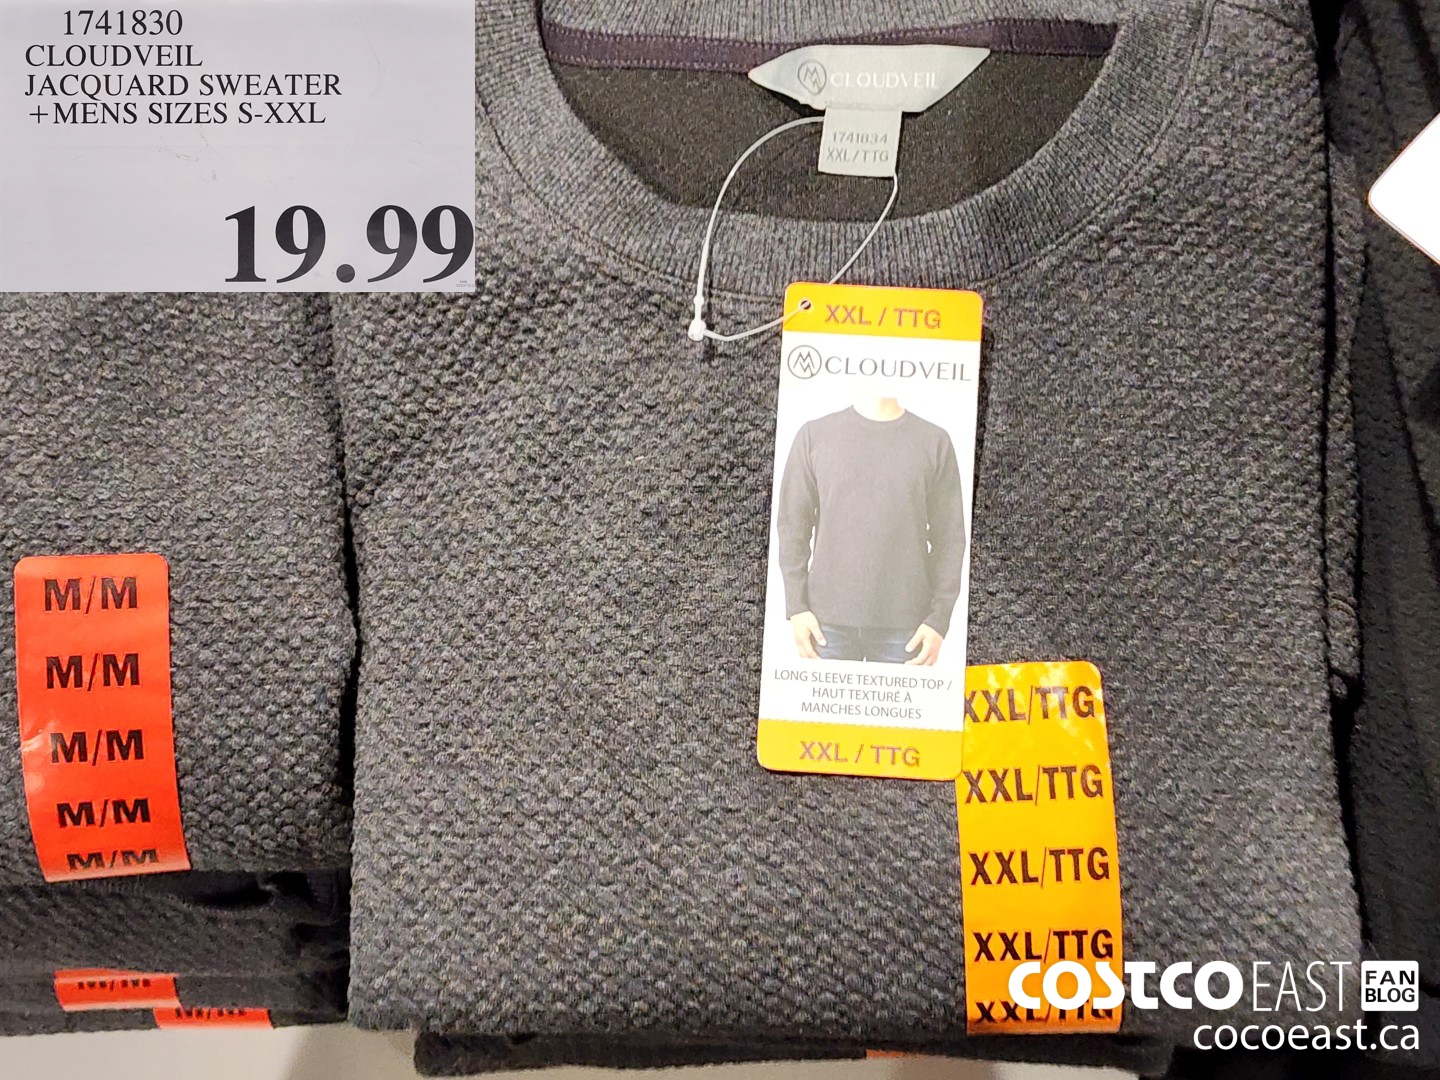 1741830
CLOUDVEIL
JACQUARD SWEATER
+MENS SIZES S-XXL
19.99
CLOUDVEIL
1741834
XXL/TTG
XXL / TTG
CLOUDVEIL
LONG SLEEVE TEXTURED TOP /
HAUT TEXTURÉ À
MANCHES LONGUES
XXL / TTG
M/M
M/M
M/M
M/M
M/M
M/M
M/M
XXL/TTG
XXL/TTG
XXL/TTG
XXL/TTG
XXL/TTG
COSTCO EAST FAN BLOG
cocoeast.ca